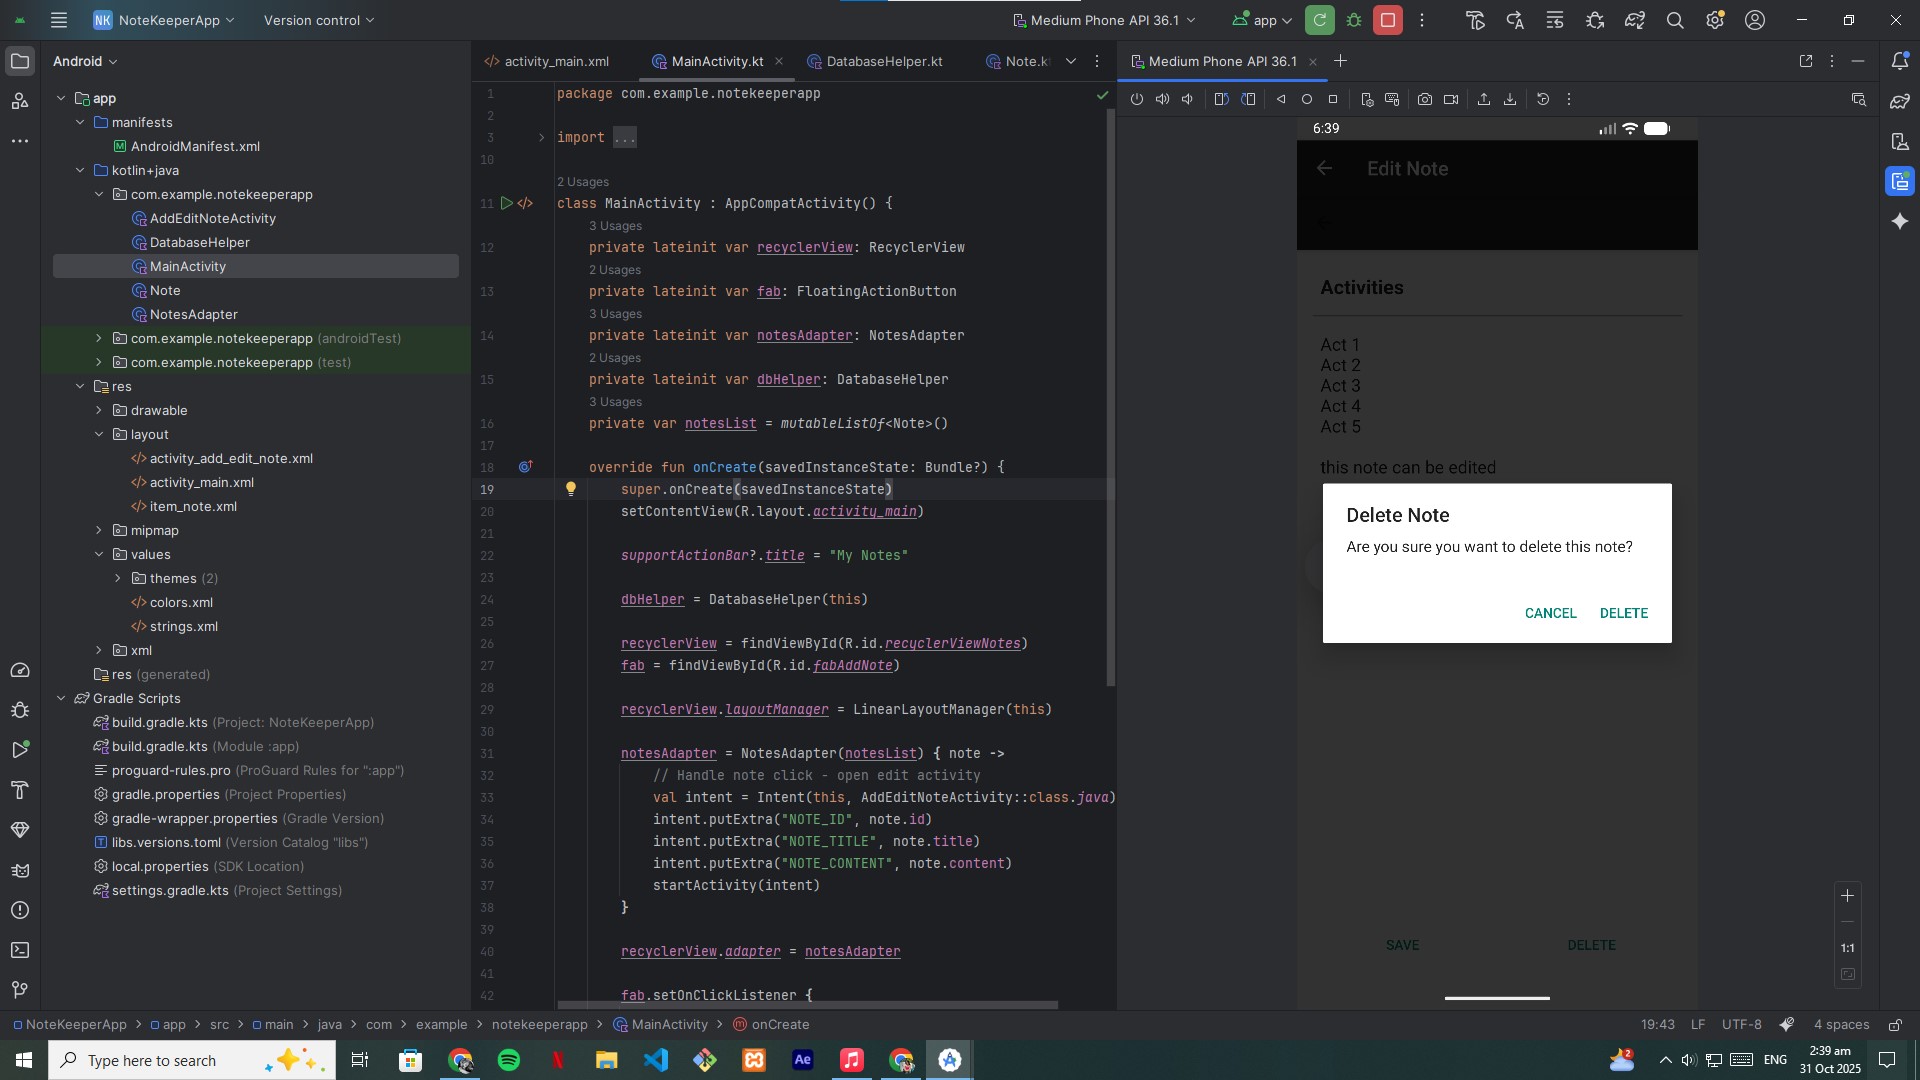 NK NoteKeeperApp
Version control
Medium Phone API 36.1
app
Android
activity_main.xml
MainActivity.kt
DatabaseHelper.kt
Note.k
Medium Phone API 36.1
app
manifests
AndroidManifest.xml
kotlin+java
com.example.notekeeperapp
AddEditNoteActivity
DatabaseHelper
MainActivity
Note
NotesAdapter
com.example.notekeeperapp (androidTest)
com.example.notekeeperapp (test)
res
drawable
layout
activity_add_edit_note.xml
activity_main.xml
item_note.xml
mipmap
values
themes (2)
colors.xml
strings.xml
xml
res (generated)
Gradle Scripts
build.gradle.kts (Project: NoteKeeperApp)
build.gradle.kts (Module :app)
proguard-rules.pro (ProGuard Rules for ":app")
gradle.properties (Project Properties)
gradle-wrapper.properties (Gradle Version)
libs.versions.toml (Version Catalog "libs")
local.properties (SDK Location)
settings.gradle.kts (Project Settings)
1 package com.example.notekeeperapp
2
3 import ...
10
2 Usages
11 class MainActivity : AppCompatActivity() {
3 Usages
12 private lateinit var recyclerView: RecyclerView
2 Usages
13 private lateinit var fab: FloatingActionButton
3 Usages
14 private lateinit var notesAdapter: NotesAdapter
2 Usages
15 private lateinit var dbHelper: DatabaseHelper
3 Usages
16 private var notesList = mutableListOf<Note>()
17
18 override fun onCreate(savedInstanceState: Bundle?) {
19 super.onCreate(savedInstanceState)
20 setContentView(R.layout.activity_main)
21
22 supportActionBar?.title = "My Notes"
23
24 dbHelper = DatabaseHelper(this)
25
26 recyclerView = findViewById(R.id.recyclerViewNotes)
27 fab = findViewById(R.id.fabAddNote)
28
29 recyclerView.layoutManager = LinearLayoutManager(this)
30
31 notesAdapter = NotesAdapter(notesList) { note ->
32 // Handle note click - open edit activity
33 val intent = Intent(this, AddEditNoteActivity::class.java)
34 intent.putExtra("NOTE_ID", note.id)
35 intent.putExtra("NOTE_TITLE", note.title)
36 intent.putExtra("NOTE_CONTENT", note.content)
37 startActivity(intent)
38 }
39
40 recyclerView.adapter = notesAdapter
41
42 fab.setOnClickListener {
6:39
Edit Note
Activities
Act 1
Act 2
Act 3
Act 4
Act 5
this note can be edited
Delete Note
Are you sure you want to delete this note?
CANCEL DELETE
SAVE DELETE
1:1
NoteKeeperApp > app > src > main > java > com > example > notekeeperapp > MainActivity > onCreate
19:43 LF UTF-8 4 spaces
Type here to search
Ae
2
ENG
2:39 am
31 Oct 2025